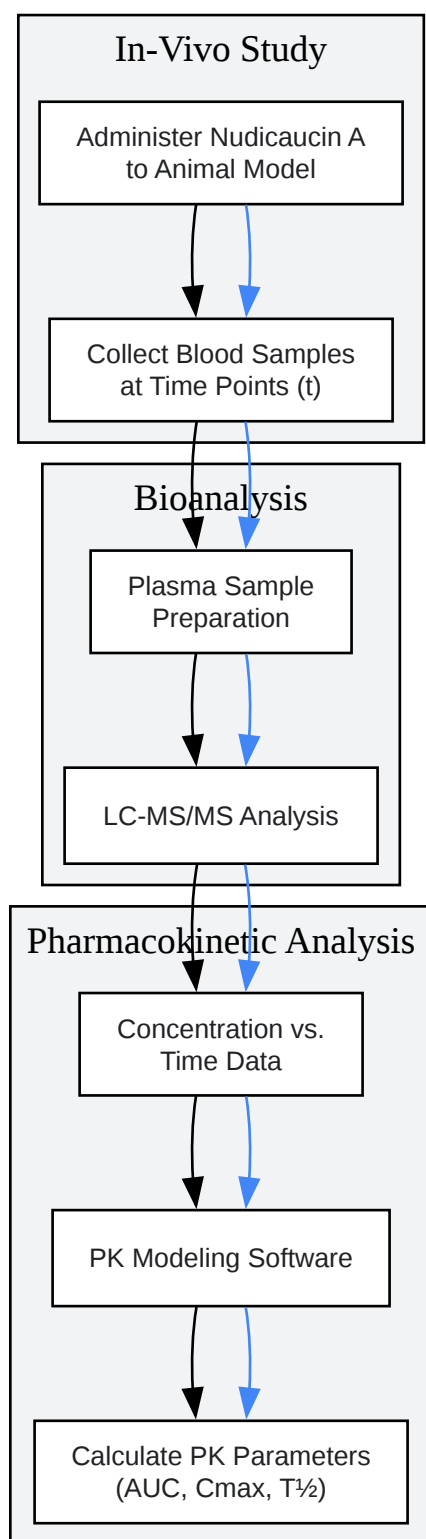 In-Vivo Study
Administer Nudicaucin A
to Animal Model
Collect Blood Samples
at Time Points (t)
Bioanalysis
Plasma Sample
Preparation
LC-MS/MS Analysis
Pharmacokinetic Analysis
Concentration vs.
Time Data
PK Modeling Software
Calculate PK Parameters
(AUC, Cmax, T½)